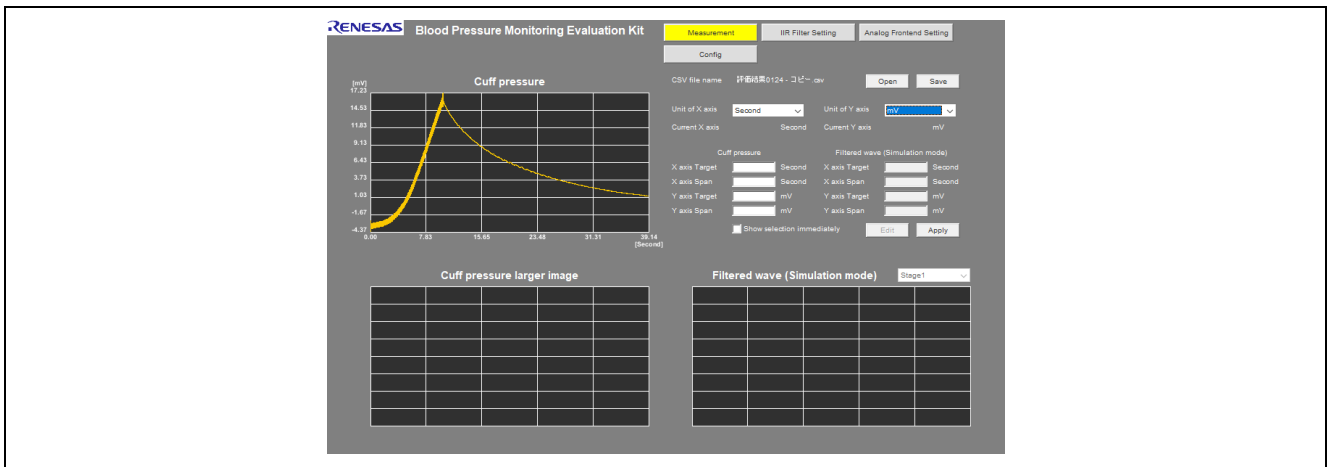 RENESAS Blood Pressure Monitoring Evaluation Kit
Measurement IIR Filter Setting Analog Frontend Setting
Config
Cuff pressure
[mV]
17.23
14.53
11.83
9.13
6.43
3.73
1.03
-1.67
-4.37
0.00 7.83 15.65 23.48 31.31 39.14
[Second]
CSV file name 評価結果0124 - コピー.csv Open Save
Unit of X axis Second Unit of Y axis mV
Current X axis Second Current Y axis mV
Cuff pressure Filtered wave (Simulation mode)
X axis Target Second X axis Target Second
X axis Span Second X axis Span Second
Y axis Target mV Y axis Target mV
Y axis Span mV Y axis Span mV
Show selection immediately Edit Apply
Cuff pressure larger image
Filtered wave (Simulation mode) Stage1